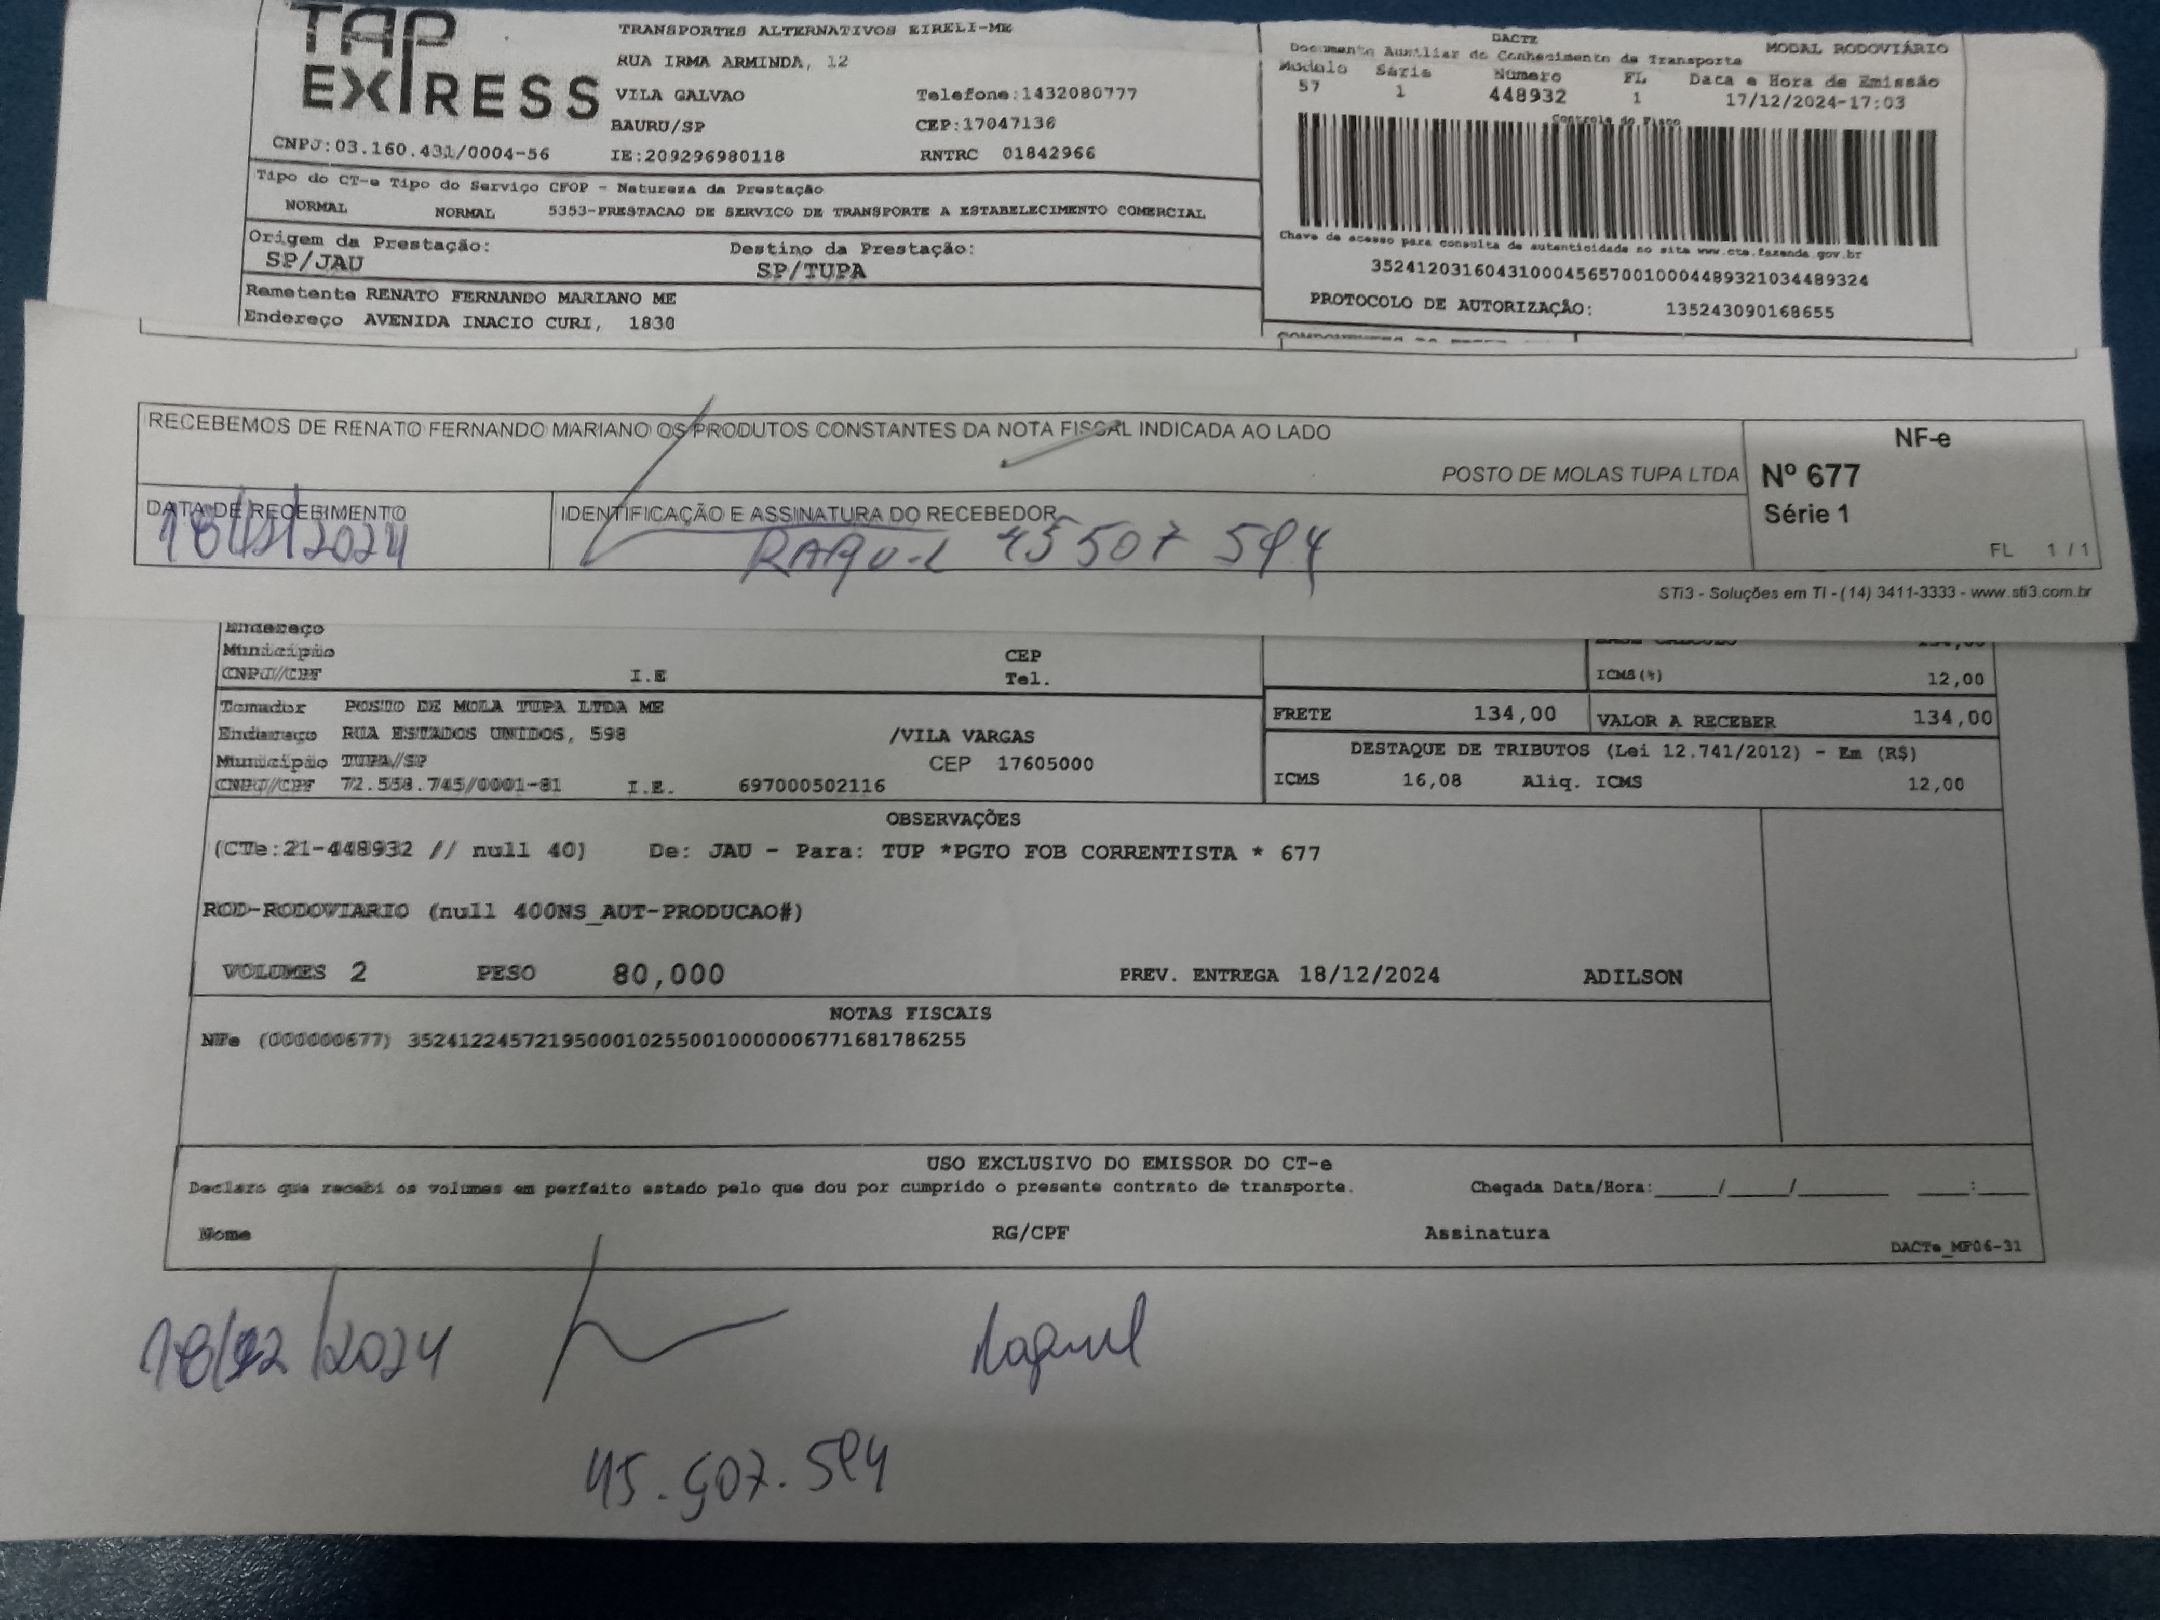 TAP EXPRESS
TRANSPORTES ALTERNATIVOS EIRELI-ME
RUA IRMA ARMINDA, 12
VILA GALVAO Telefone:1432080777
BAURU/SP CEP:17047136
CNPJ:03.160.431/0004-56 IE:209296980118 RNTRC 01842966
DACTE MODAL RODOVIÁRIO
Documento Auxiliar do Conhecimento de Transporte
Modelo Série Número FL Data e Hora de Emissão
57 1 448932 1 17/12/2024-17:03
Controle do Fisco
Tipo do CT-e Tipo do Serviço CFOP - Natureza da Prestação
NORMAL NORMAL 5353-PRESTACAO DE SERVICO DE TRANSPORTE A ESTABELECIMENTO COMERCIAL
Origem da Prestação: Destino da Prestação:
SP/JAU SP/TUPA
Chave de acesso para consulta de autenticidade no site www.cte.fazenda.gov.br
35241203160431000456570010004489321034489324
PROTOCOLO DE AUTORIZAÇÃO: 135243090168655
Remetente RENATO FERNANDO MARIANO ME
Endereço AVENIDA INACIO CURI, 1830
RECEBEMOS DE RENATO FERNANDO MARIANO OS PRODUTOS CONSTANTES DA NOTA FISCAL INDICADA AO LADO
POSTO DE MOLAS TUPA LTDA
NF-e
Nº 677
Série 1
FL 1 / 1
DATA DE RECEBIMENTO IDENTIFICAÇÃO E ASSINATURA DO RECEBEDOR
18/12/2024 45507594
STi3 - Soluções em TI - (14) 3411-3333 - www.sti3.com.br
Endereço
Município CEP
CNPJ/CPF I.E Tel.
BASE CALCULO 134,00
ICMS(%) 12,00
Tomador POSTO DE MOLA TUPA LTDA ME
Endereço RUA ESTADOS UNIDOS, 598 /VILA VARGAS
Município TUPA/SP CEP 17605000
CNPJ/CPF 72.558.745/0001-81 I.E. 697000502116
FRETE 134,00 VALOR A RECEBER 134,00
DESTAQUE DE TRIBUTOS (Lei 12.741/2012) - Em (R$)
ICMS 16,08 Aliq. ICMS 12,00
OBSERVAÇÕES
(CTe:21-448932 // null 40) De: JAU - Para: TUP *PGTO FOB CORRENTISTA * 677
ROD-RODOVIARIO (null 400NS_AUT-PRODUCAO#)
VOLUMES 2 PESO 80,000 PREV. ENTREGA 18/12/2024 ADILSON
NOTAS FISCAIS
NFe (000000677) 35241224572195000102550010000006771681786255
USO EXCLUSIVO DO EMISSOR DO CT-e
Declaro que recebi os volumes em perfeito estado pelo que dou por cumprido o presente contrato de transporte. Chegada Data/Hora:_____/_____/_______ ____:____
Nome RG/CPF Assinatura
DACTe_MP06-31
18/12/2024 Raquel
45.507.594